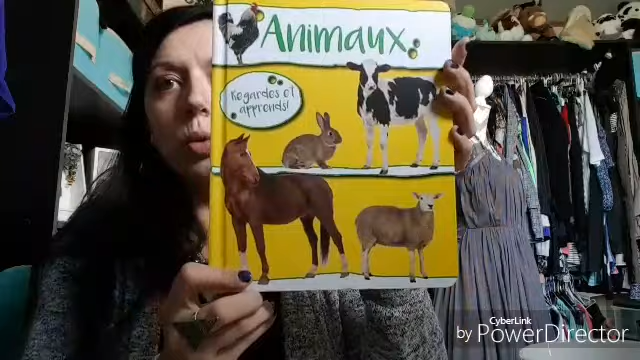 Animaux
Regardes et
apprends!
CyberLink
by PowerDirector